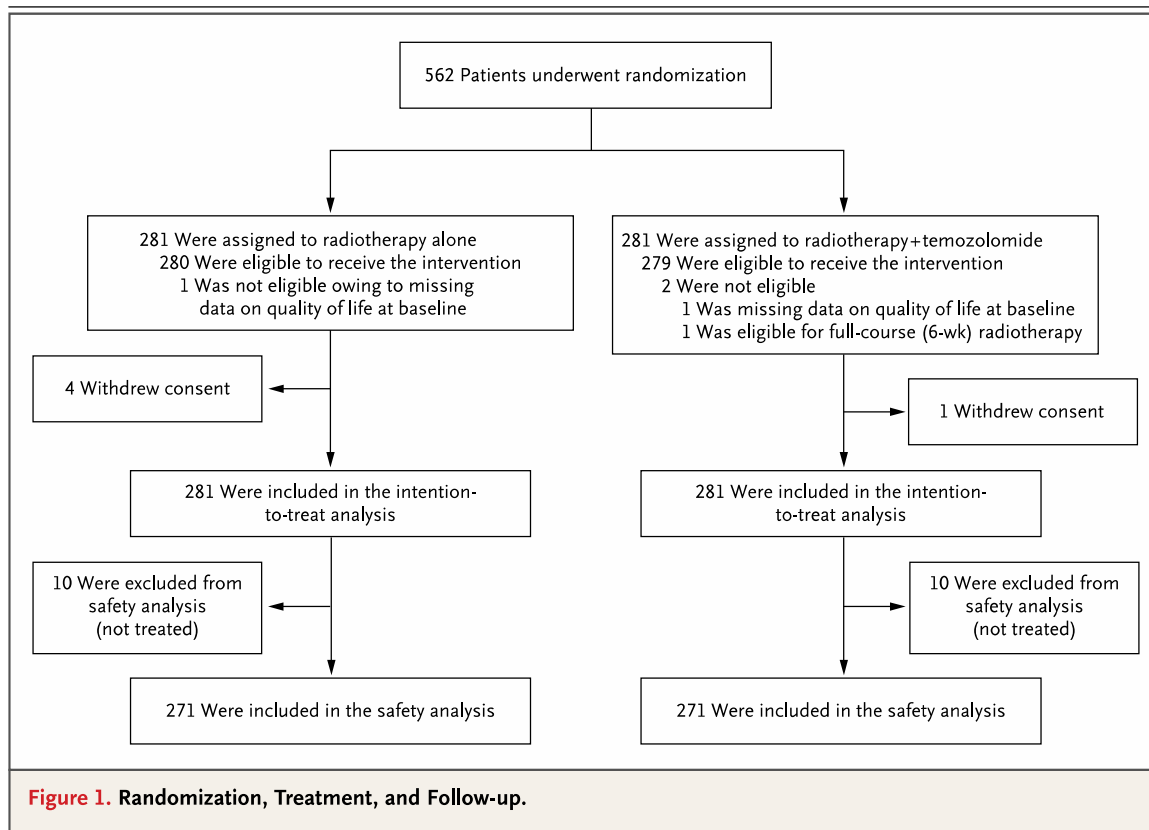 562 Patients underwent randomization
281 Were assigned to radiotherapy alone
280 Were eligible to receive the intervention
1 Was not eligible owing to missing
data on quality of life at baseline
281 Were assigned to radiotherapy+temozolomide
279 Were eligible to receive the intervention
2 Were not eligible
1 Was missing data on quality of life at baseline
1 Was eligible for full-course (6-wk) radiotherapy
4 Withdrew consent
1 Withdrew consent
281 Were included in the intention-
to-treat analysis
281 Were included in the intention-
to-treat analysis
10 Were excluded from
safety analysis
(not treated)
10 Were excluded from
safety analysis
(not treated)
271 Were included in the safety analysis
271 Were included in the safety analysis
Figure 1. Randomization, Treatment, and Follow-up.